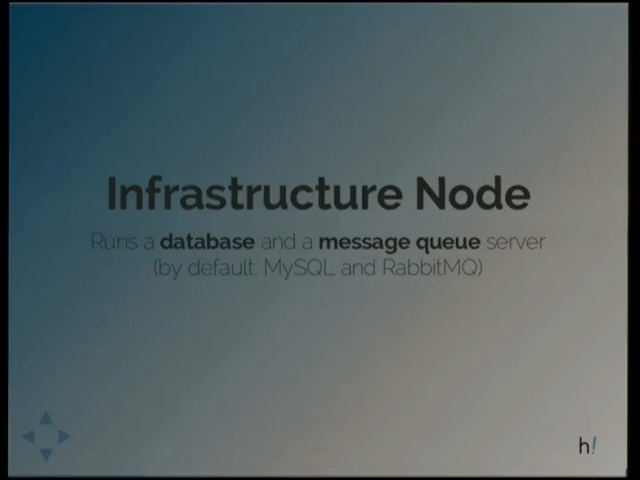 Infrastructure Node
Runs a database and a message queue server
(by default, MySQL and RabbitMQ)
h!